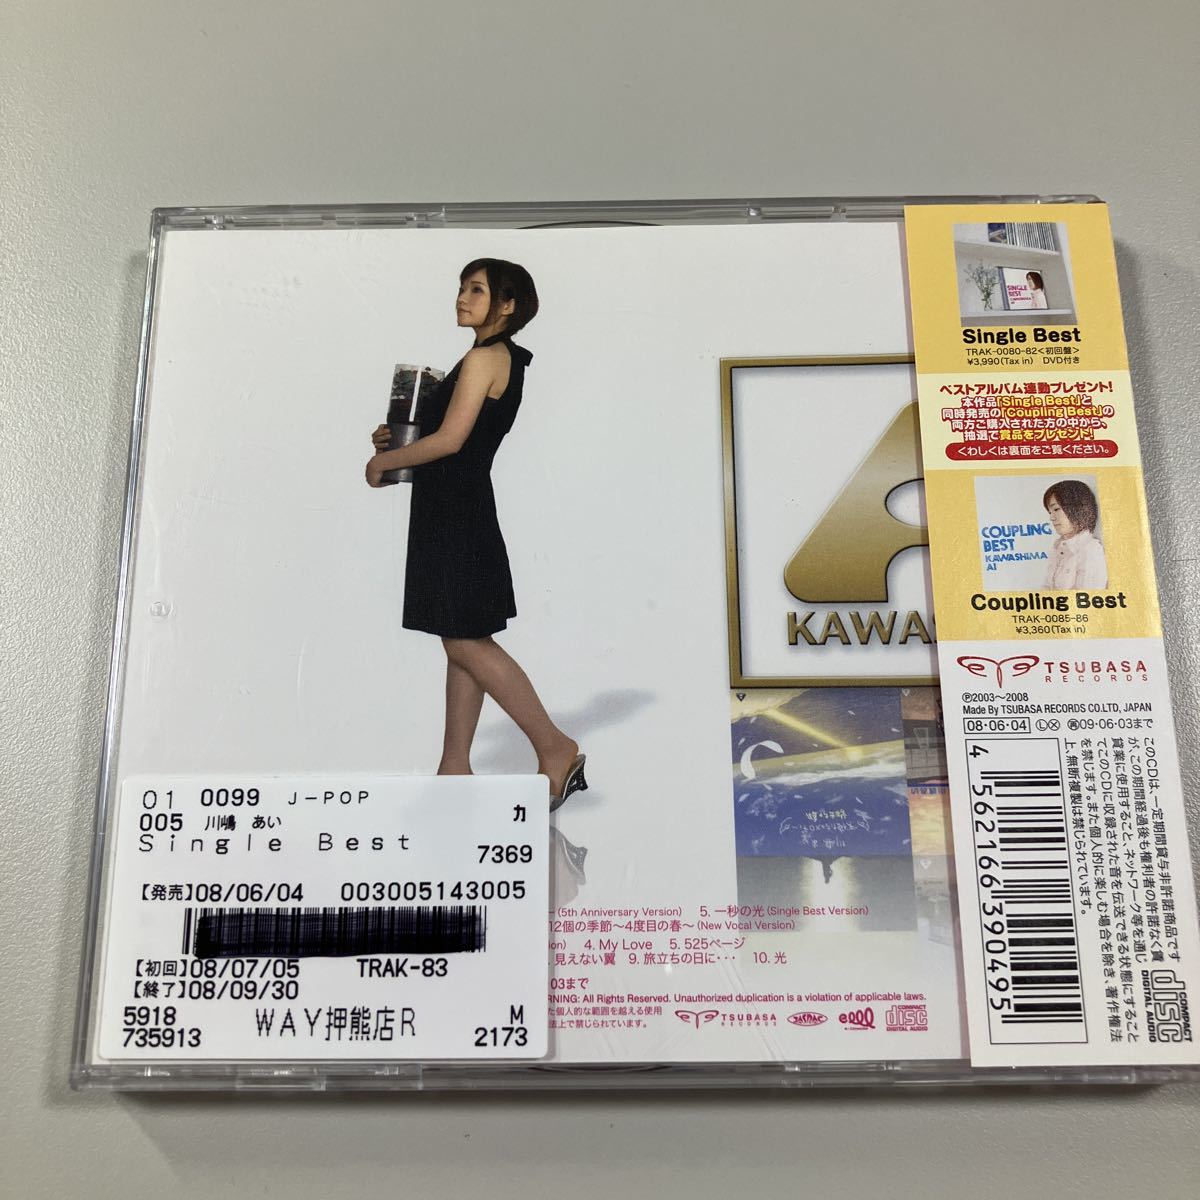 Single Best
TRAK-0080-82<初回盤>
¥3,990(Tax in) DVD付き
ベストアルバム連動プレゼント!
本作品「Single Best」と
同時発売の「Coupling Best」の
両方ご購入された方の中から、
抽選で賞品をプレゼント!
くわしくは裏面をご覧ください。
SINGLE
BEST
COUPLING
BEST
KAWASHIMA
AI
Coupling Best
TRAK-0085-86
¥3,360(Tax in)
TSUBASA
RECORDS
Ⓟ2003〜2008
Made By TSUBASA RECORDS CO.LTD, JAPAN
08・06・04 Ⓛ☒ 再09・06・03まで
このCDは、一定期間貸与非許諾商品です
が、この期間経過後も権利者の許諾なく賃
貸業に使用すること、ネットワーク等を通じ
てこのCDに収録された音を伝送できる状態にすること
を禁じます。また個人的に楽しむ場合を除き、著作権法
上、無断複製は禁じられています。
4 562166 390495
COMPACT
disc
DIGITAL AUDIO
KAWAS
01 0099 J-POP
005 川嶋 あい カ
Single Best
7369
【発売】08/06/04 003005143005
【初回】08/07/05 TRAK-83
【終了】08/09/30
5918 WAY押熊店R M
735913 2173
(5th Anniversary Version) 5. 一秒の光(Single Best Version)
12個の季節〜4度目の春〜(New Vocal Version)
4. My Love 5. 525ページ
見えない翼 9. 旅立ちの日に・・・ 10. 光
03まで
RNING: All Rights Reserved. Unauthorized duplication is a violation of applicable laws.
た個人的な範囲を越える使用
法上で禁じられています。
TSUBASA
RECORDS
JASRAC
COMPACT
disc
DIGITAL AUDIO